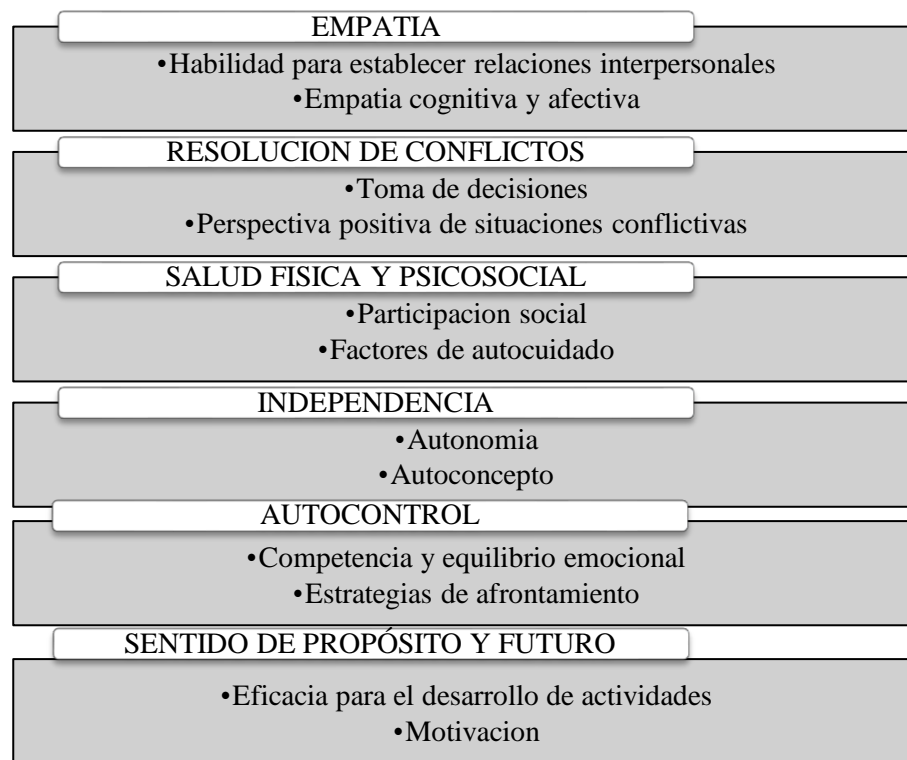 EMPATIA
•Habilidad para establecer relaciones interpersonales
•Empatia cognitiva y afectiva
RESOLUCION DE CONFLICTOS
•Toma de decisiones
•Perspectiva positiva de situaciones conflictivas
SALUD FISICA Y PSICOSOCIAL
•Participacion social
•Factores de autocuidado
INDEPENDENCIA
•Autonomia
•Autoconcepto
AUTOCONTROL
•Competencia y equilibrio emocional
•Estrategias de afrontamiento
SENTIDO DE PROPÓSITO Y FUTURO
•Eficacia para el desarrollo de actividades
•Motivacion